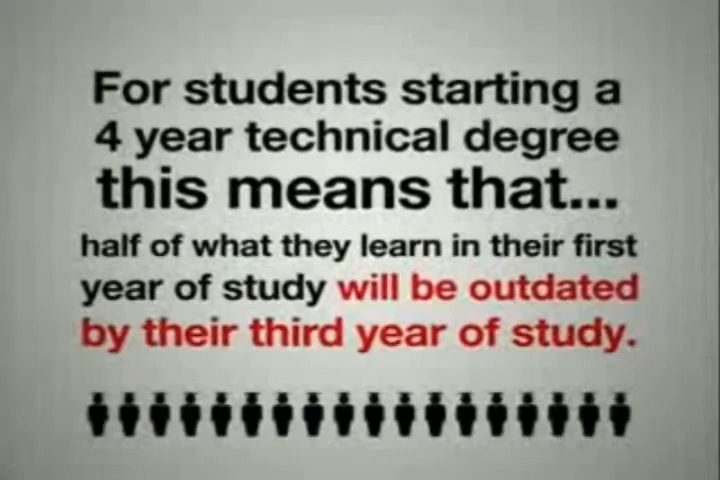 For students starting a
4 year technical degree
this means that...
half of what they learn in their first
year of study will be outdated
by their third year of study.